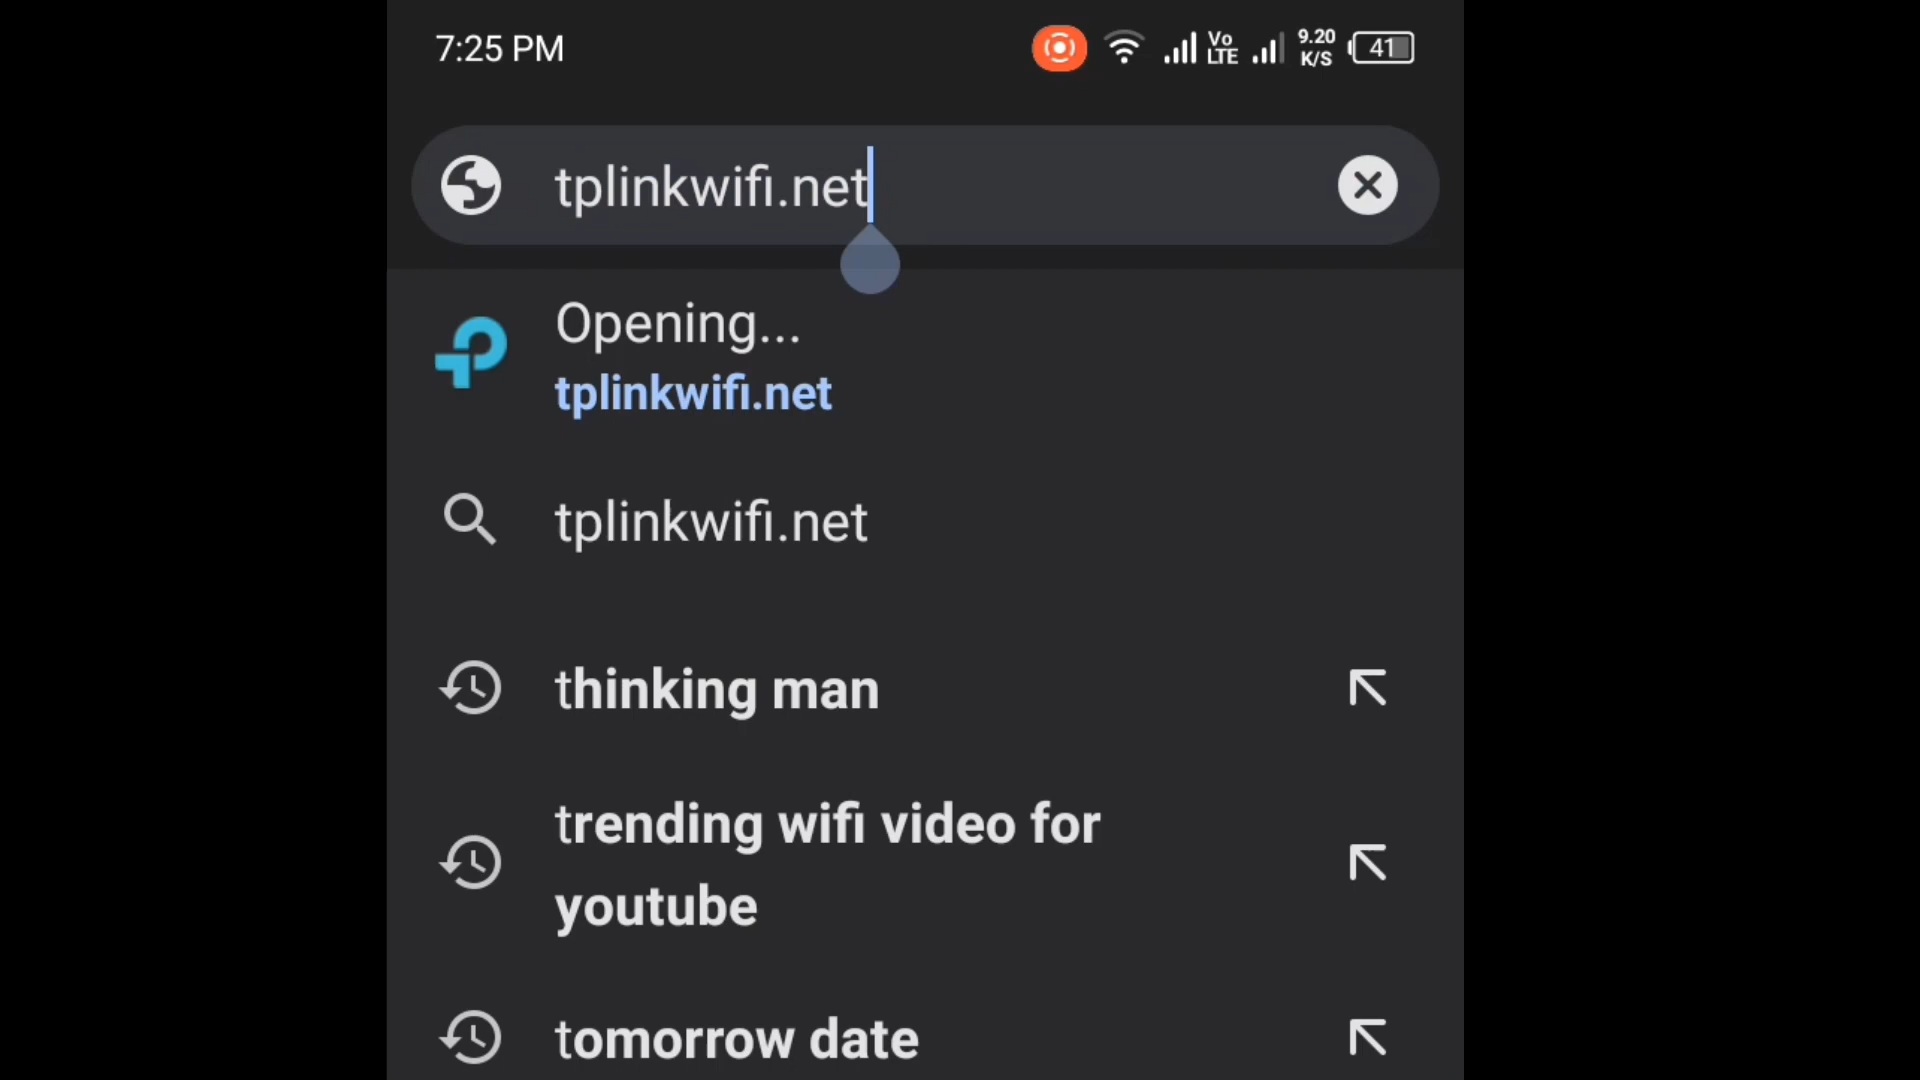 7:25 PM
Vo
LTE
9.20
K/S
41
tplinkwifi.net
Opening...
tplinkwifi.net
tplinkwifi.net
thinking man
trending wifi video for
youtube
tomorrow date